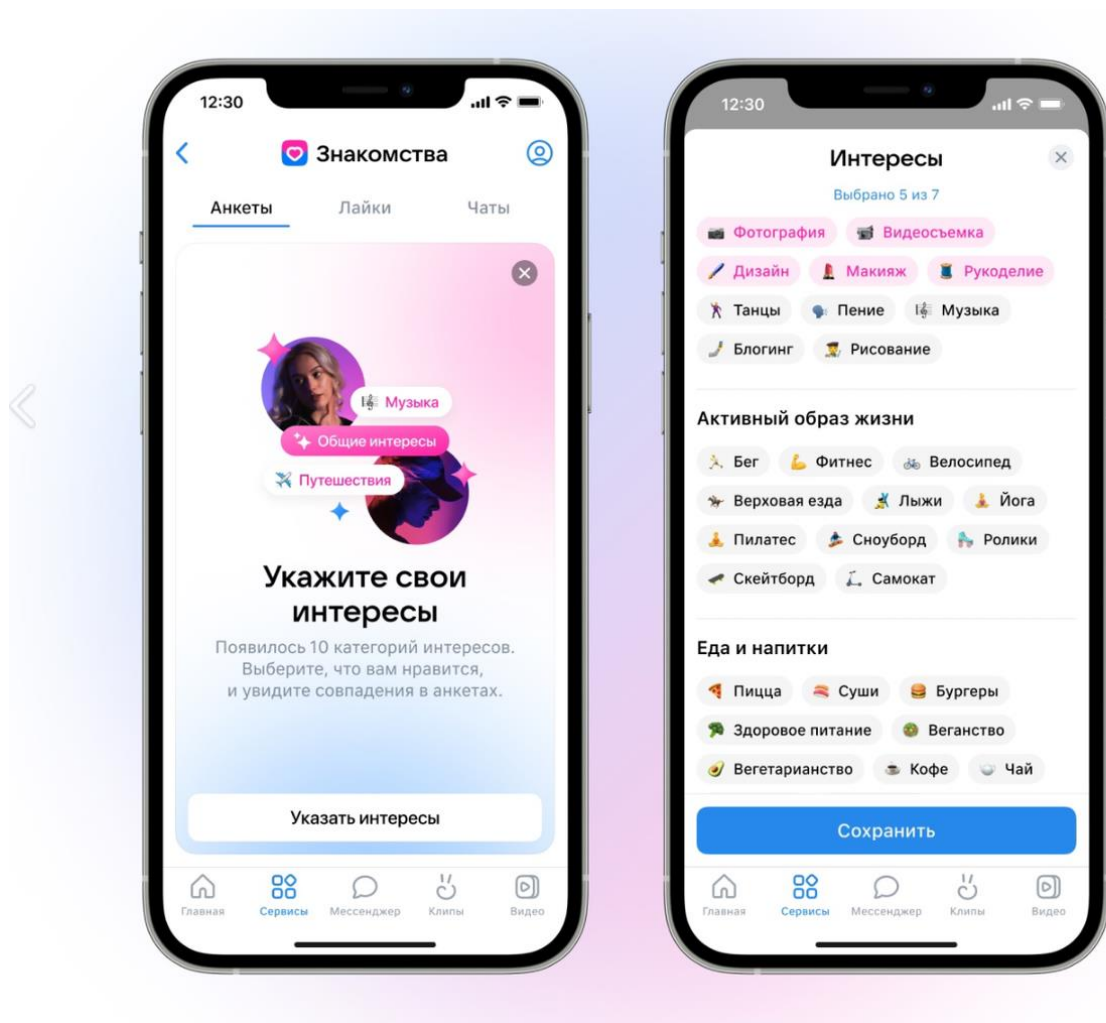 12:30
Знакомства
Анкеты Лайки Чаты
Музыка
Общие интересы
Путешествия
Укажите свои
интересы
Появилось 10 категорий интересов.
Выберите, что вам нравится,
и увидите совпадения в анкетах.
Указать интересы
Главная Сервисы Мессенджер Клипы Видео
12:30
Интересы
Выбрано 5 из 7
Фотография Видеосъемка
Дизайн Макияж Рукоделие
Танцы Пение Музыка
Блогинг Рисование
Активный образ жизни
Бег Фитнес Велосипед
Верховая езда Лыжи Йога
Пилатес Сноуборд Ролики
Скейтборд Самокат
Еда и напитки
Пицца Суши Бургеры
Здоровое питание Веганство
Вегетарианство Кофе Чай
Сохранить
Главная Сервисы Мессенджер Клипы Видео